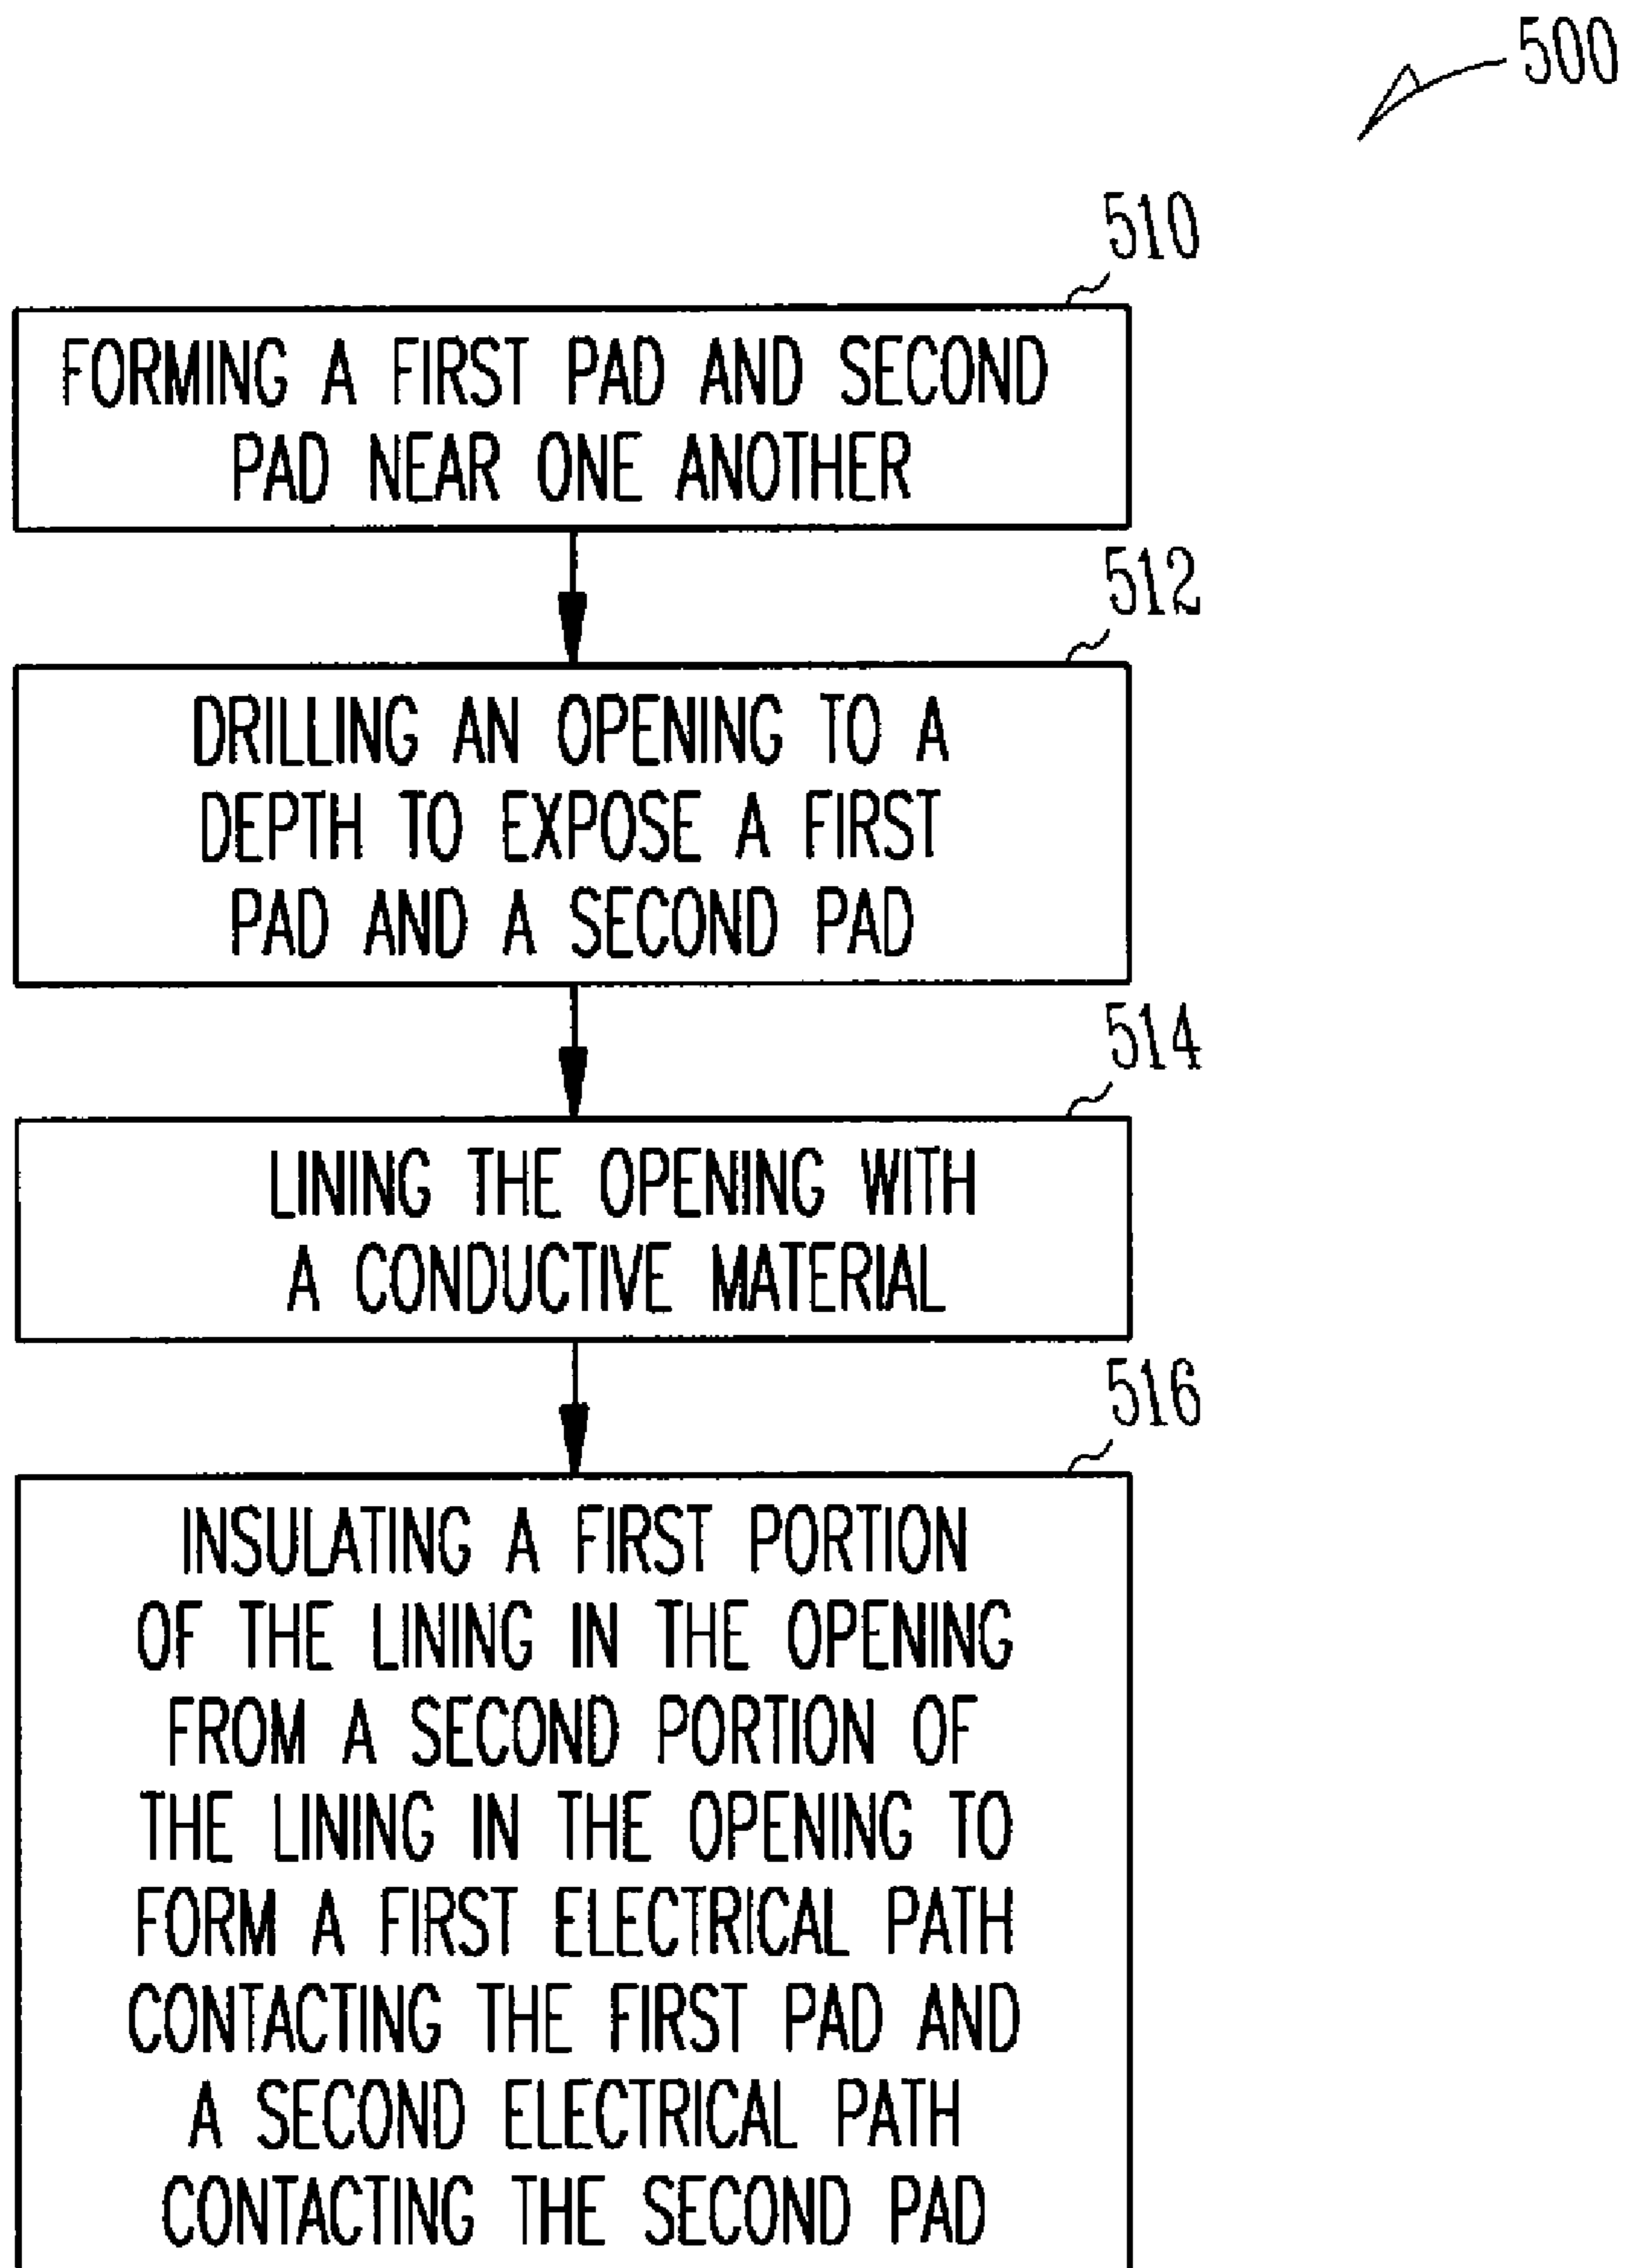 500
510
FORMING A FIRST PAD AND SECOND
PAD NEAR ONE ANOTHER
512
DRILLING AN OPENING TO A
DEPTH TO EXPOSE A FIRST
PAD AND A SECOND PAD
514
LINING THE OPENING WITH
A CONDUCTIVE MATERIAL
516
INSULATING A FIRST PORTION
OF THE LINING IN THE OPENING
FROM A SECOND PORTION OF
THE LINING IN THE OPENING TO
FORM A FIRST ELECTRICAL PATH
CONTACTING THE FIRST PAD AND
A SECOND ELECTRICAL PATH
CONTACTING THE SECOND PAD